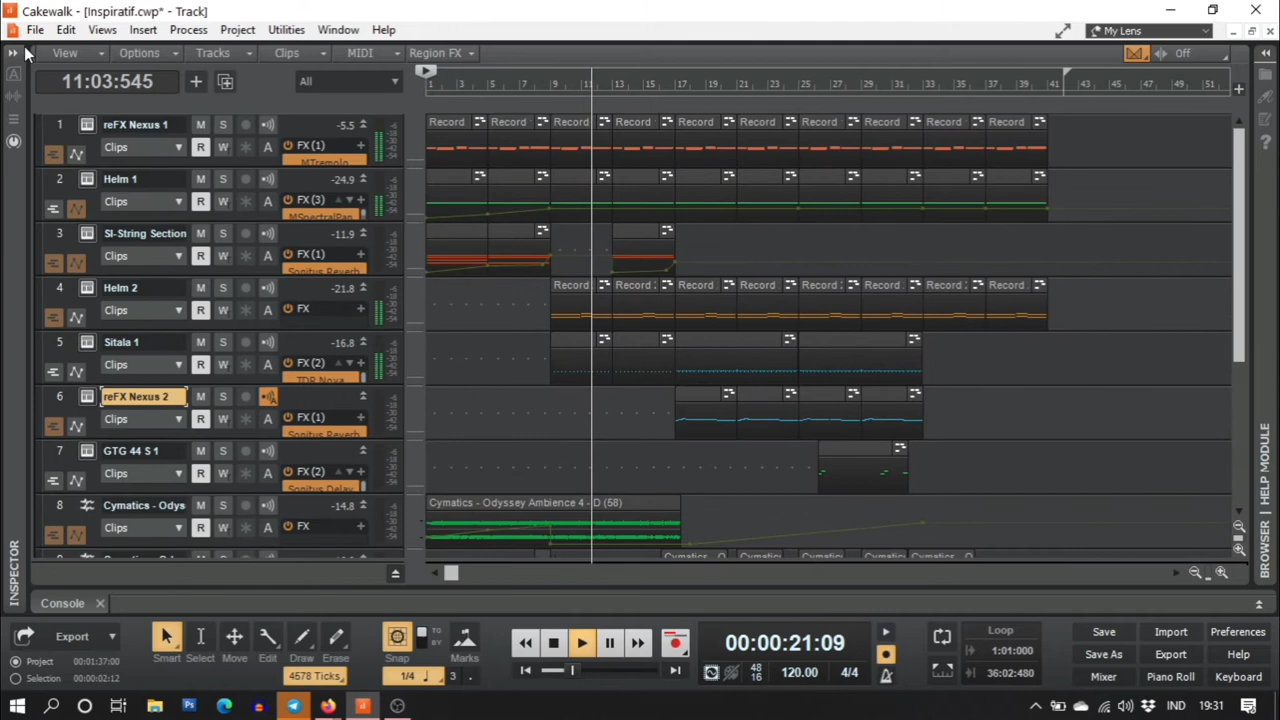 Cakewalk - [Inspiratif.cwp* - Track]
File Edit Views Insert Process Project Utilities Window Help
My Lens
View Options Tracks Clips MIDI Region FX Off
11:03:545 All
1 3 5 7 9 11 13 15 17 19 21 23 25 27 29 31 33 35 37 39 41 43 45 47 49 51
1 reFX Nexus 1 M S -5.5
Clips R W A FX(2) MTremolo
Record Record Record Record Record Record Record Record Record Record
2 Helm 1 M S -24.9
Clips R W A FX(3) MSpectralPan
3 SI-String Section M S -11.9
Clips R W A FX(1) Sonitus Reverb
4 Helm 2 M S -21.8
Clips R W A FX
Record Record Record Record Record Record Record Record
5 Sitala 1 M S -16.8
Clips R W A FX(2) TDR Nova
6 reFX Nexus 2 M S
Clips R W A FX(1) Sonitus Reverb
7 GTG 44 S 1 M S
Clips R W A FX(2) Sonitus Delay
8 Cymatics - Odys M S -14.8
Clips R W A FX
Cymatics - Odyssey Ambience 4 - D (58)
Cymatics Cymatic Cymatics Cymati Cymatics
INSPECTOR
HELP MODULE
BROWSER
Console
Export
Project 00:01:37:00
Selection 00:00:02:12
Smart Select Move Edit Draw Erase
4578 Ticks
Snap TO BY Marks
1/4 3
00:00:21:09
48 16 120.00 4/4
Loop
1:01:000
36:02:480
Save Import Preferences
Save As Export Help
Mixer Piano Roll Keyboard
IND 19:31